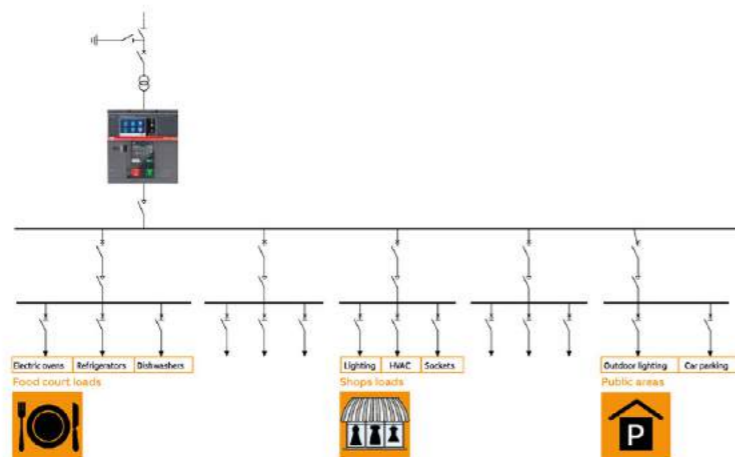 Electric ovens Refrigerators Dishwashers
Lighting HVAC Sockets
Outdoor lighting Car parking
Food court loads
Shops loads
Public areas
P